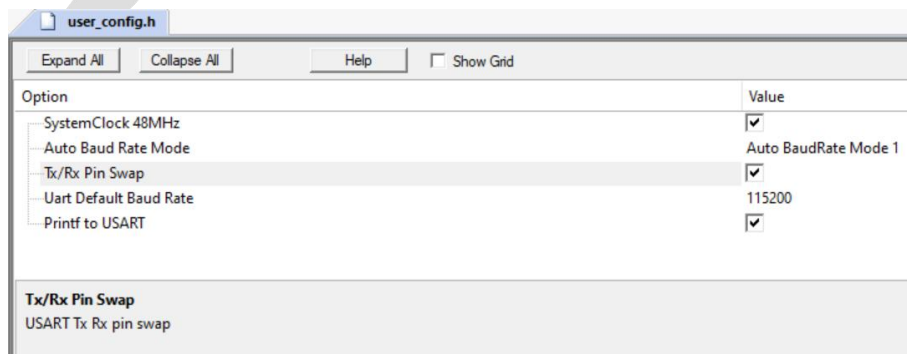 user_config.h
Expand All Collapse All Help Show Grid
Option Value
SystemClock 48MHz
Auto Baud Rate Mode Auto BaudRate Mode 1
Tx/Rx Pin Swap
Uart Default Baud Rate 115200
Printf to USART
Tx/Rx Pin Swap
USART Tx Rx pin swap